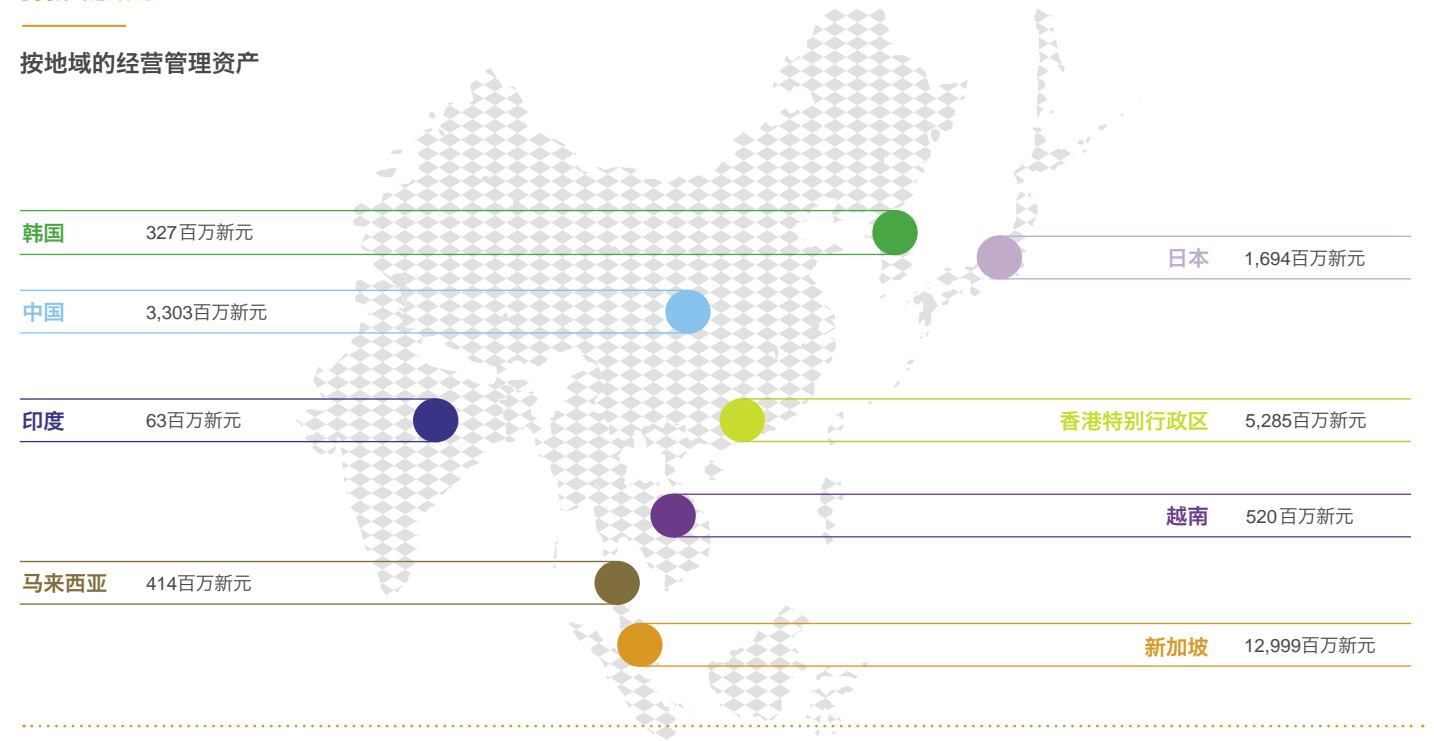 按地域的经营管理资产
韩国 327百万新元
日本 1,694百万新元
中国 3,303百万新元
印度 63百万新元
香港特别行政区 5,285百万新元
越南 520百万新元
马来西亚 414百万新元
新加坡 12,999百万新元